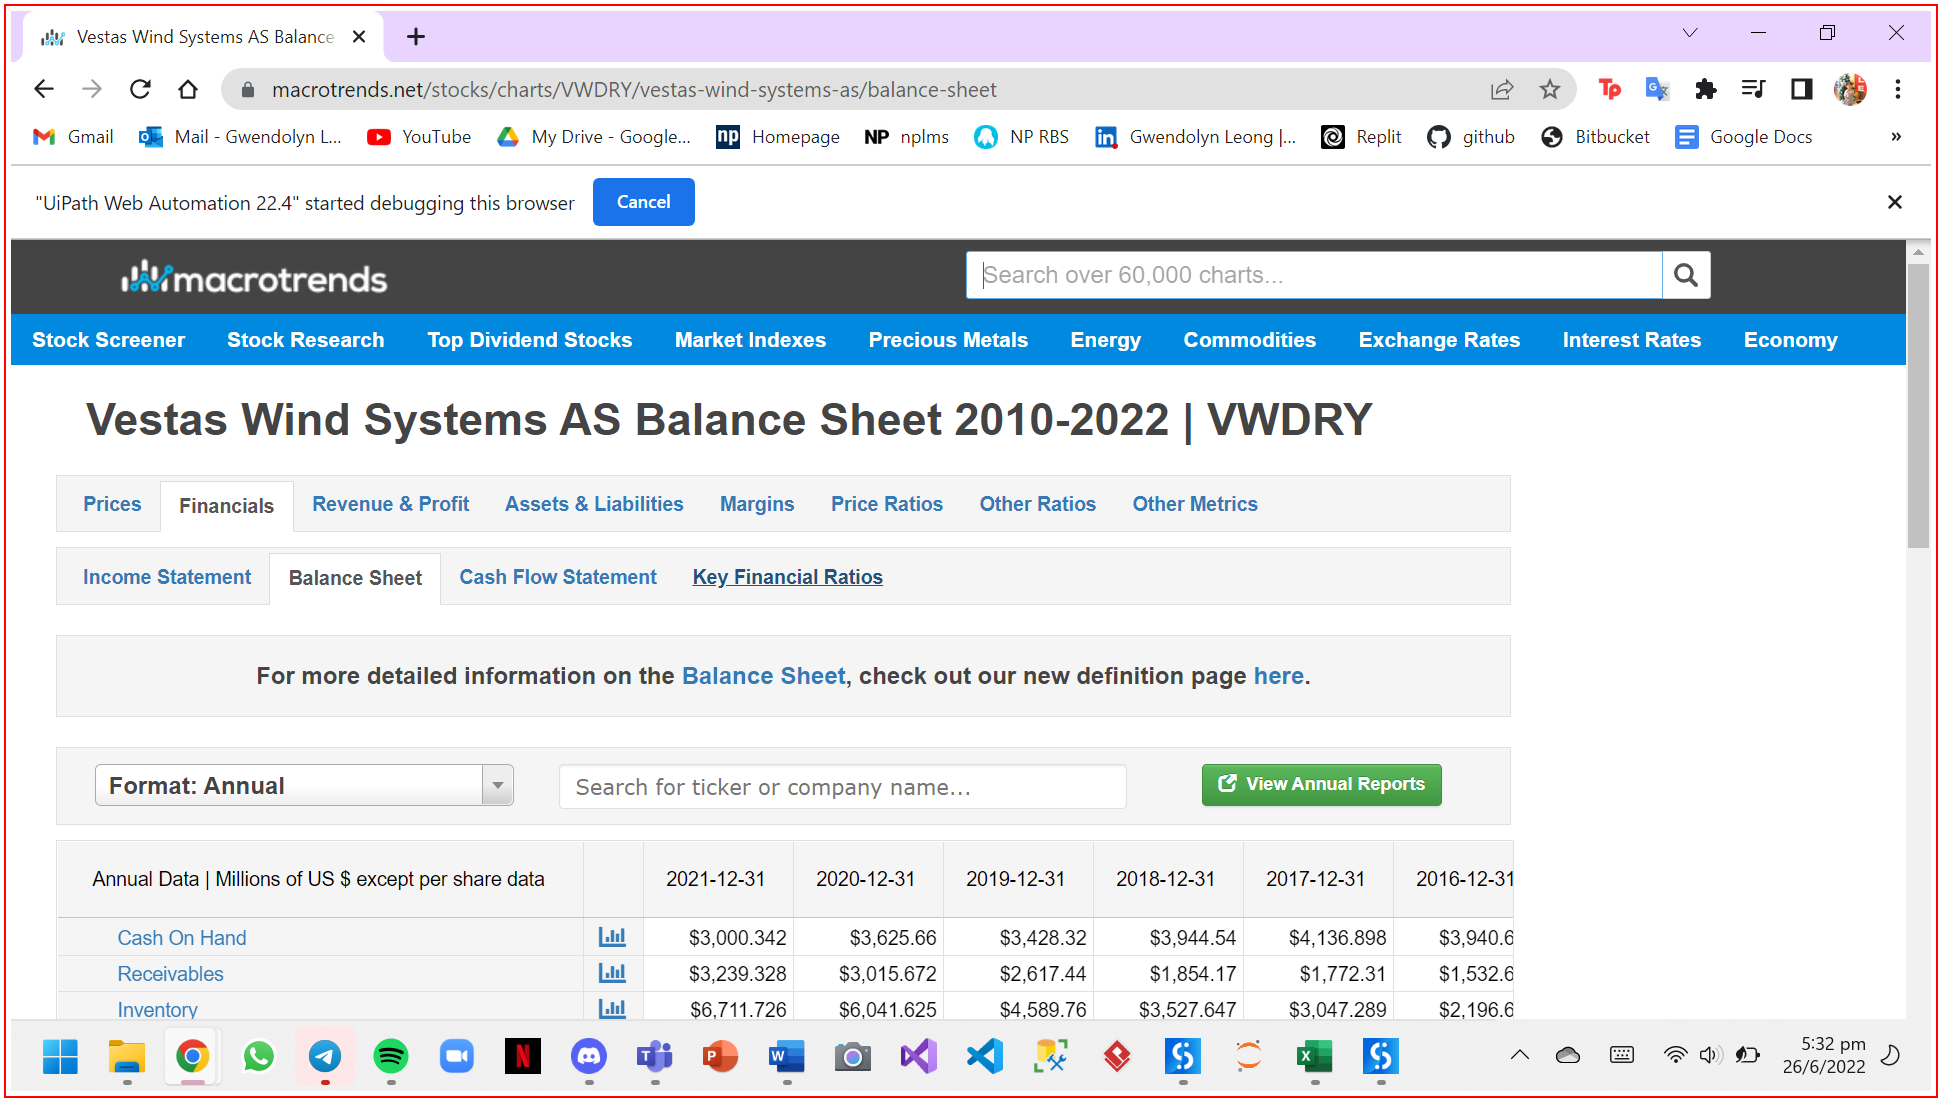 Vestas Wind Systems AS Balance
macrotrends.net/stocks/charts/VWDRY/vestas-wind-systems-as/balance-sheet
Gmail Mail - Gwendolyn L... YouTube My Drive - Google... np Homepage NP nplms NP RBS in Gwendolyn Leong |... Replit github Bitbucket Google Docs »
"UiPath Web Automation 22.4" started debugging this browser Cancel
macrotrends Search over 60,000 charts...
Stock Screener Stock Research Top Dividend Stocks Market Indexes Precious Metals Energy Commodities Exchange Rates Interest Rates Economy
Vestas Wind Systems AS Balance Sheet 2010-2022 | VWDRY
Prices Financials Revenue & Profit Assets & Liabilities Margins Price Ratios Other Ratios Other Metrics
Income Statement Balance Sheet Cash Flow Statement Key Financial Ratios
For more detailed information on the Balance Sheet, check out our new definition page here.
Format: Annual Search for ticker or company name... View Annual Reports
Annual Data | Millions of US $ except per share data 2021-12-31 2020-12-31 2019-12-31 2018-12-31 2017-12-31 2016-12-31
Cash On Hand $3,000.342 $3,625.66 $3,428.32 $3,944.54 $4,136.898 $3,940.6
Receivables $3,239.328 $3,015.672 $2,617.44 $1,854.17 $1,772.31 $1,532.6
Inventory $6,711.726 $6,041.625 $4,589.76 $3,527.647 $3,047.289 $2,196.6
5:32 pm
26/6/2022